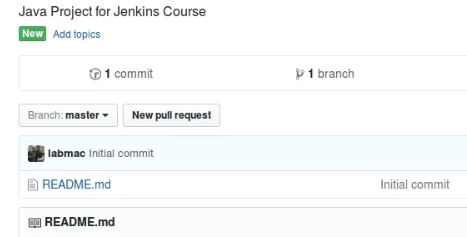 Java Project for Jenkins Course
New Add topics
1 commit 1 branch
Branch: master New pull request
labmac Initial commit
README.md Initial commit
README.md